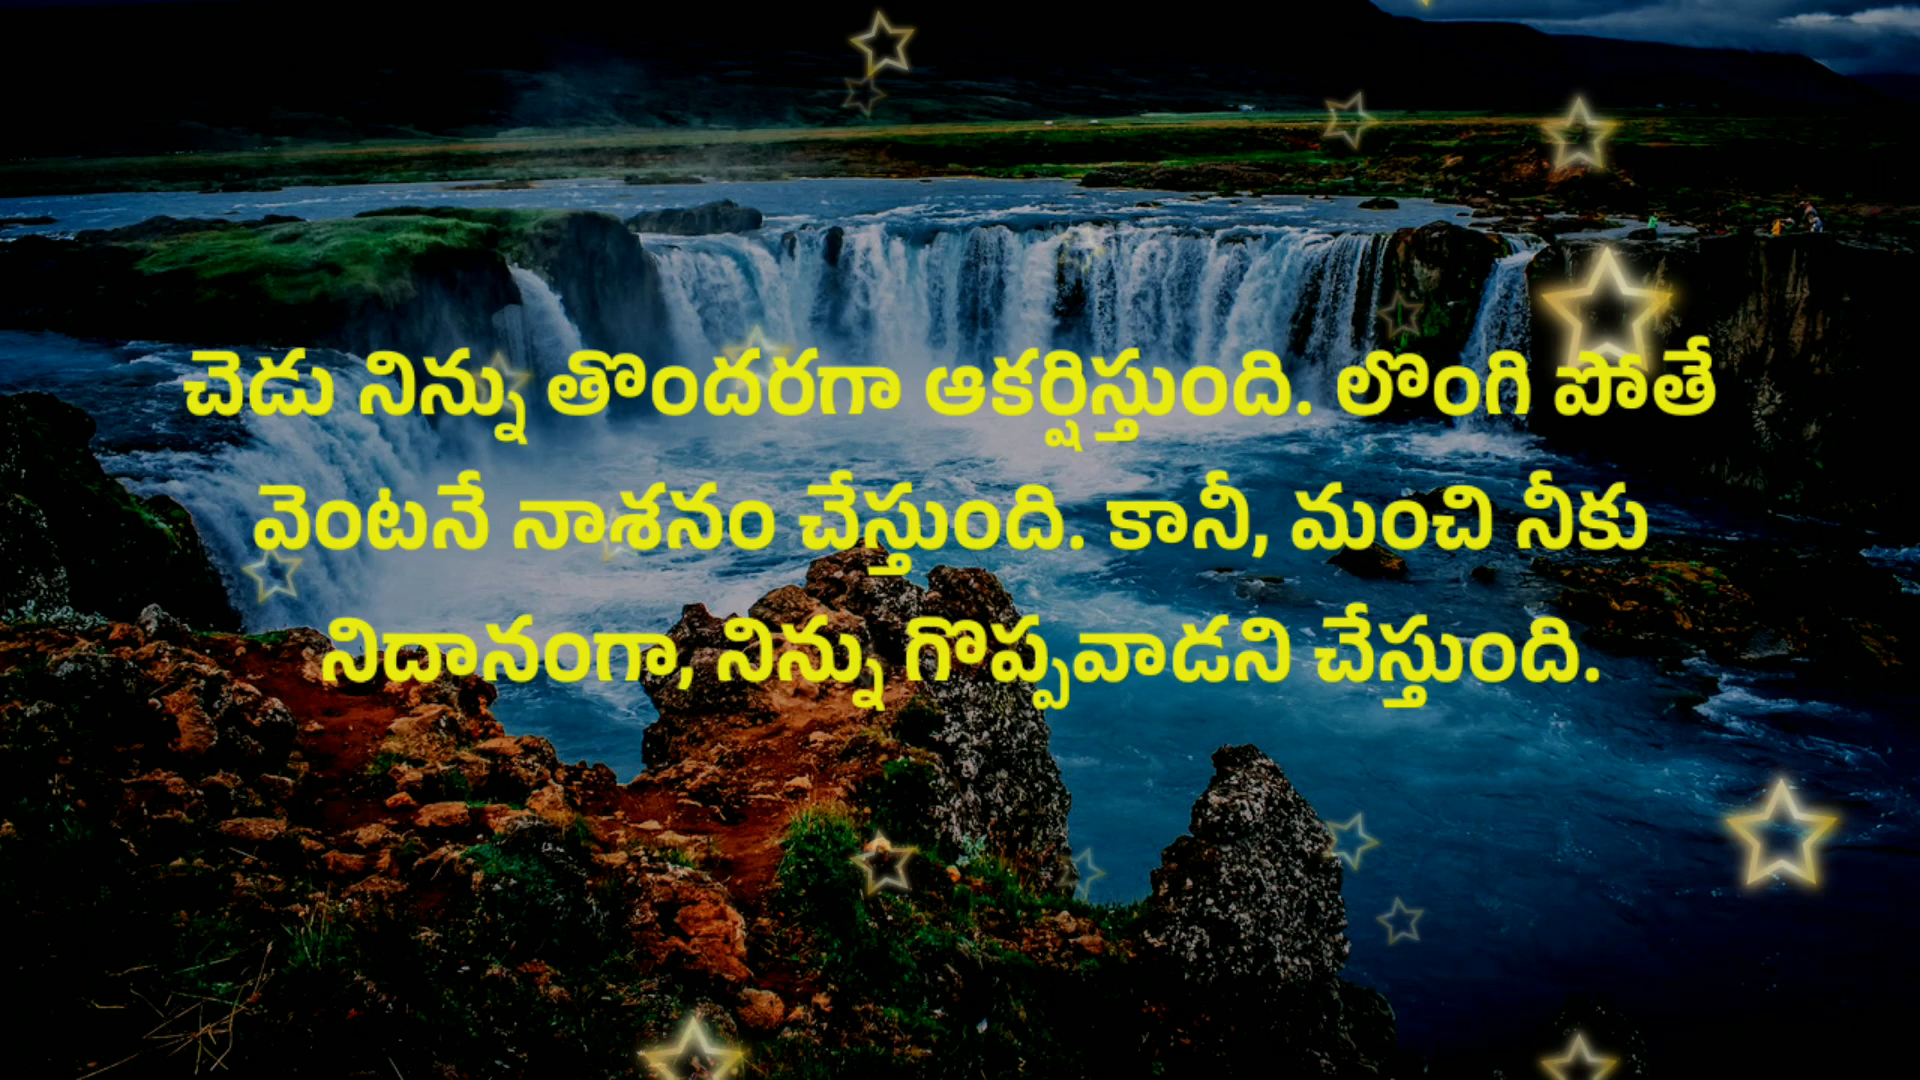 చెడు నిన్ను తొందరగా ఆకర్షిస్తుంది. లొంగి పోతే
వెంటనే నాశనం చేస్తుంది. కానీ, మంచి నీకు
నిదానంగా, నిన్ను గొప్పవాడని చేస్తుంది.